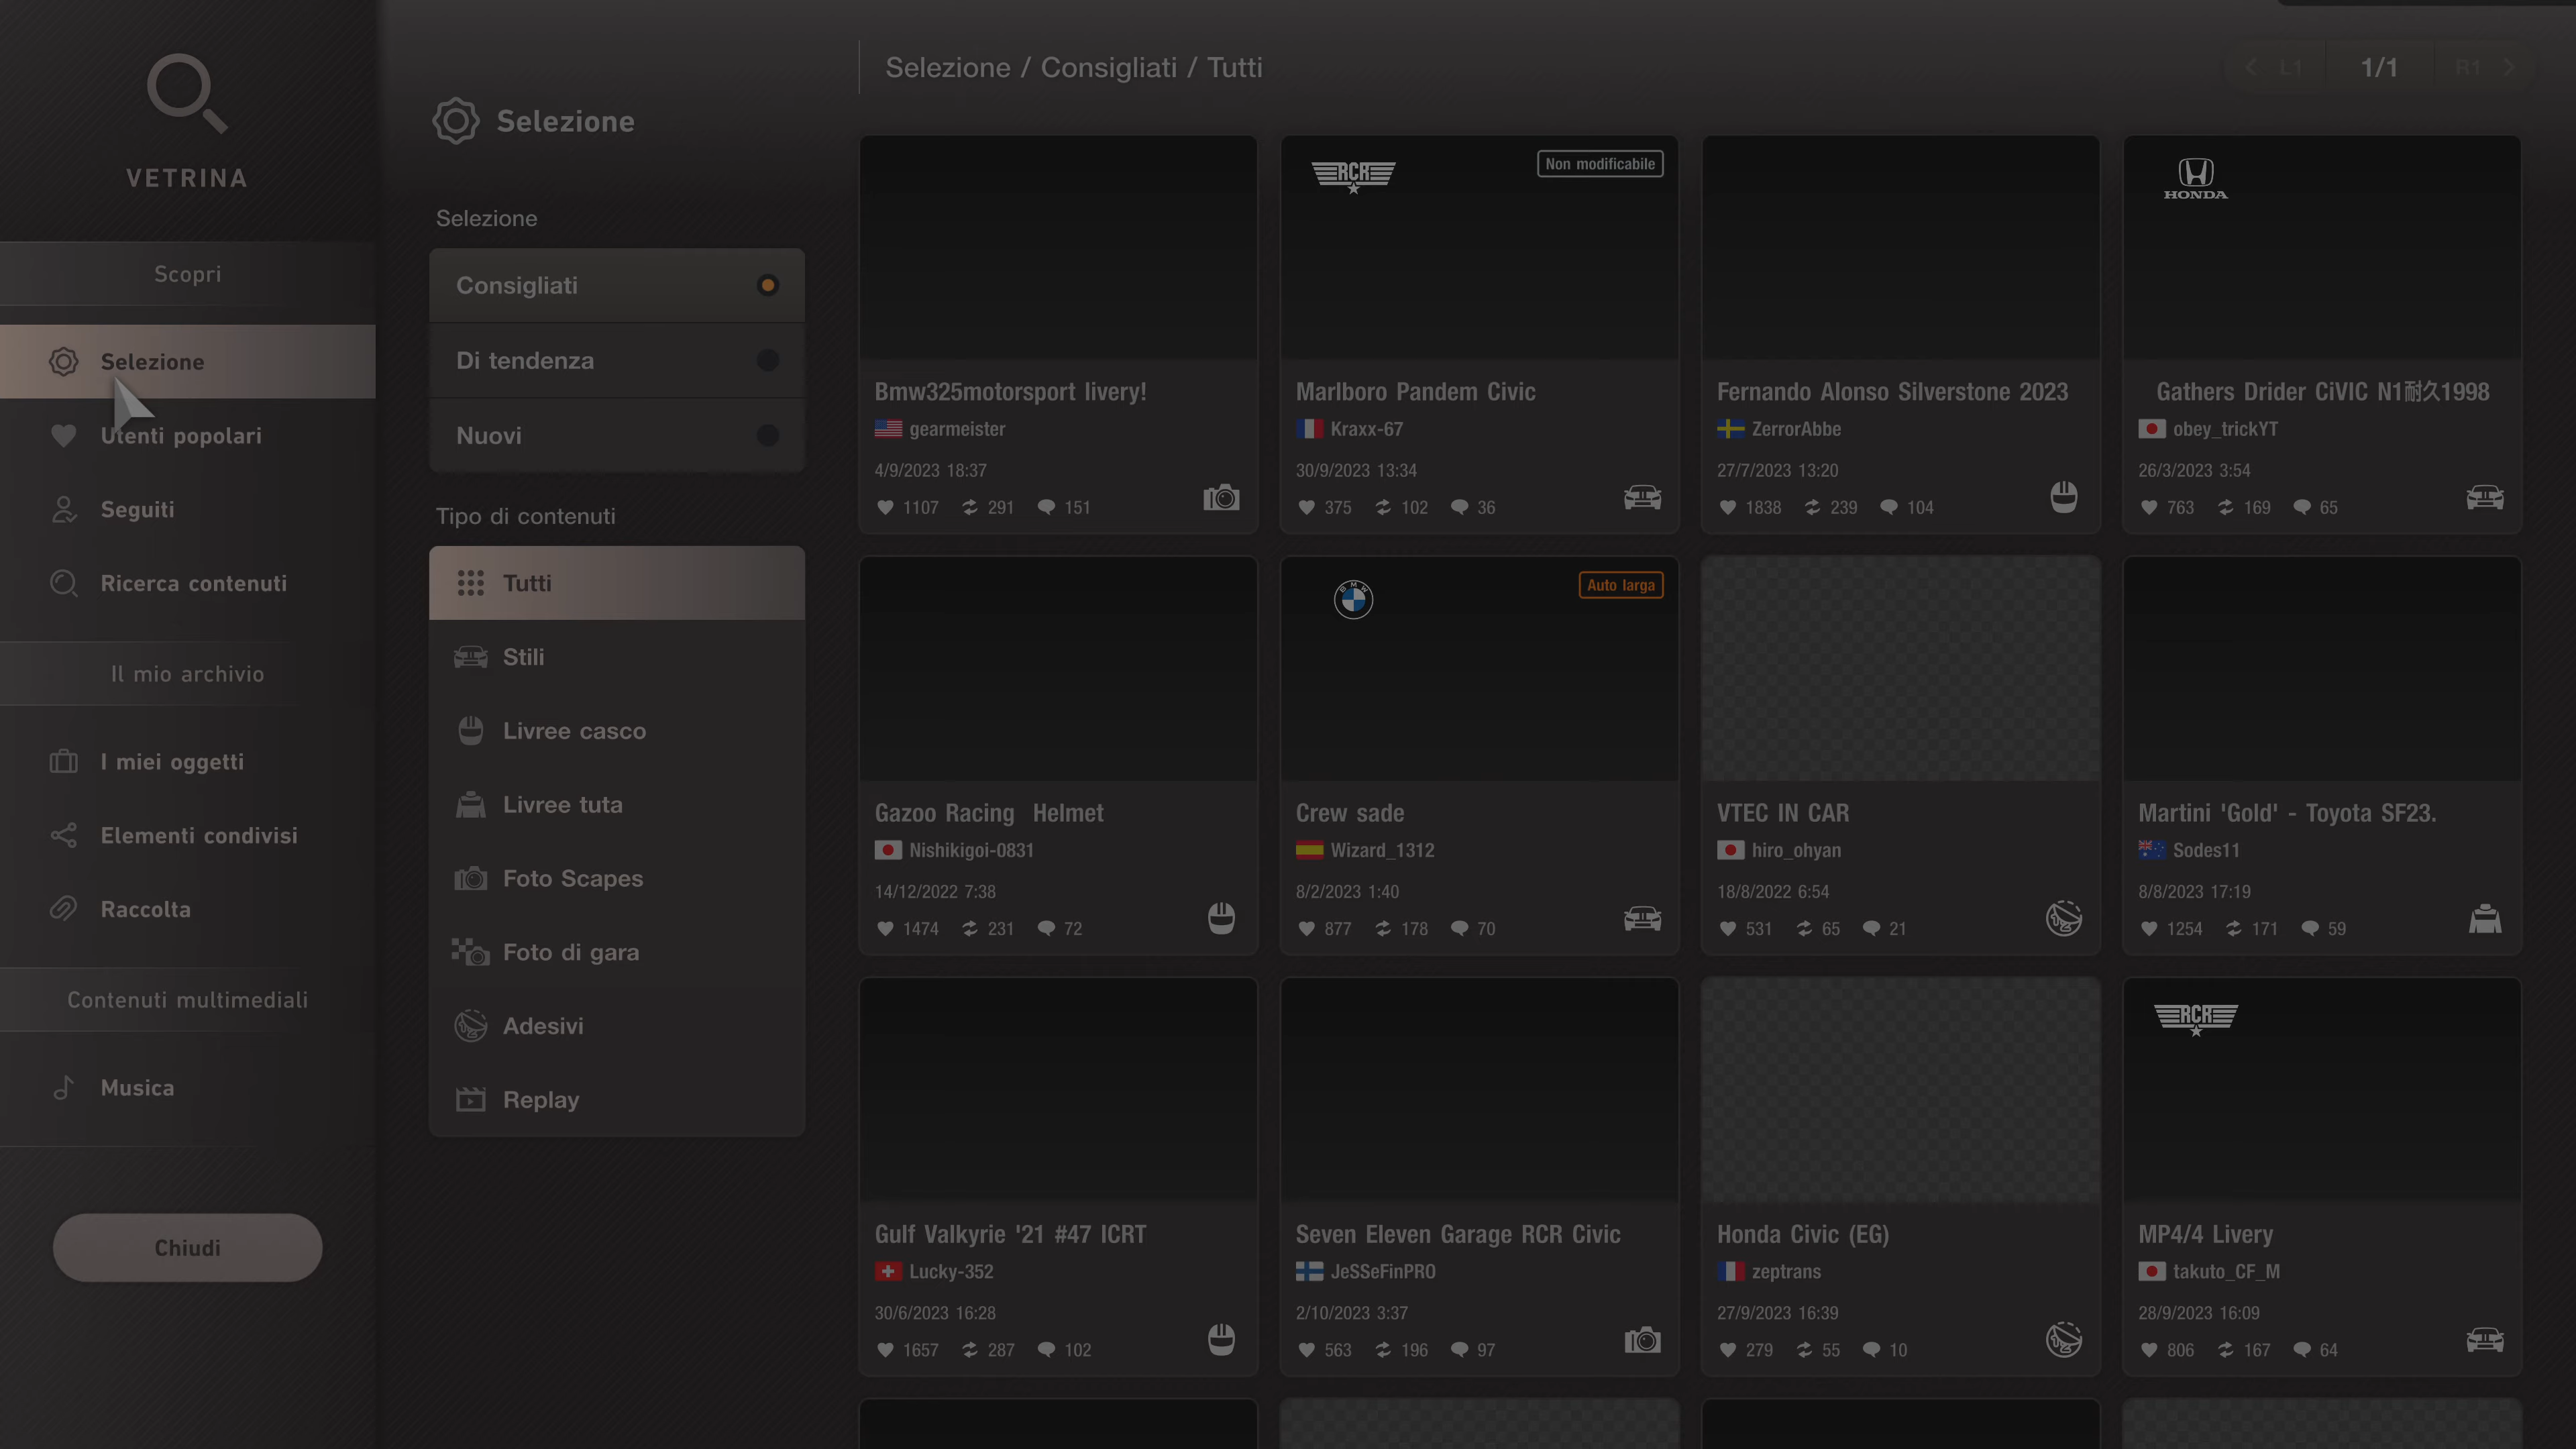 VETRINA
Scopri
Selezione
Utenti popolari
Seguiti
Ricerca contenuti
Il mio archivio
I miei oggetti
Elementi condivisi
Raccolta
Contenuti multimediali
Musica
Chiudi
Selezione
Selezione
Consigliati
Di tendenza
Nuovi
Tipo di contenuti
Tutti
Stili
Livree casco
Livree tuta
Foto Scapes
Foto di gara
Adesivi
Replay
Selezione / Consigliati / Tutti
L1 1/1 R1
Bmw325motorsport livery!
gearmeister
4/9/2023 18:37
1107 291 151
RCR
Non modificabile
Marlboro Pandem Civic
Kraxx-67
30/9/2023 13:34
375 102 36
Fernando Alonso Silverstone 2023
ZerrorAbbe
27/7/2023 13:20
1838 239 104
HONDA
Gathers Drider CiVIC N1耐久1998
obey_trickYT
26/3/2023 3:54
763 169 65
Gazoo Racing Helmet
Nishikigoi-0831
14/12/2022 7:38
1474 231 72
BMW
Auto larga
Crew sade
Wizard_1312
8/2/2023 1:40
877 178 70
VTEC IN CAR
hiro_ohyan
18/8/2022 6:54
531 65 21
Martini 'Gold' - Toyota SF23.
Sodes11
8/8/2023 17:19
1254 171 59
Gulf Valkyrie '21 #47 ICRT
Lucky-352
30/6/2023 16:28
1657 287 102
Seven Eleven Garage RCR Civic
JeSSeFinPRO
2/10/2023 3:37
563 196 97
Honda Civic (EG)
zeptrans
27/9/2023 16:39
279 55 10
RCR
MP4/4 Livery
takuto_CF_M
28/9/2023 16:09
806 167 64